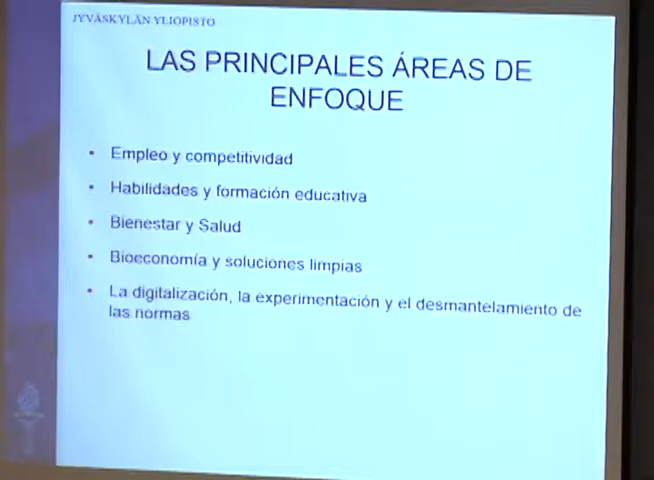 JYVÄSKYLÄN YLIOPISTO
LAS PRINCIPALES ÁREAS DE
ENFOQUE
• Empleo y competitividad
• Habilidades y formación educativa
• Bienestar y Salud
• Bioeconomía y soluciones limpias
• La digitalización, la experimentación y el desmantelamiento de
las normas